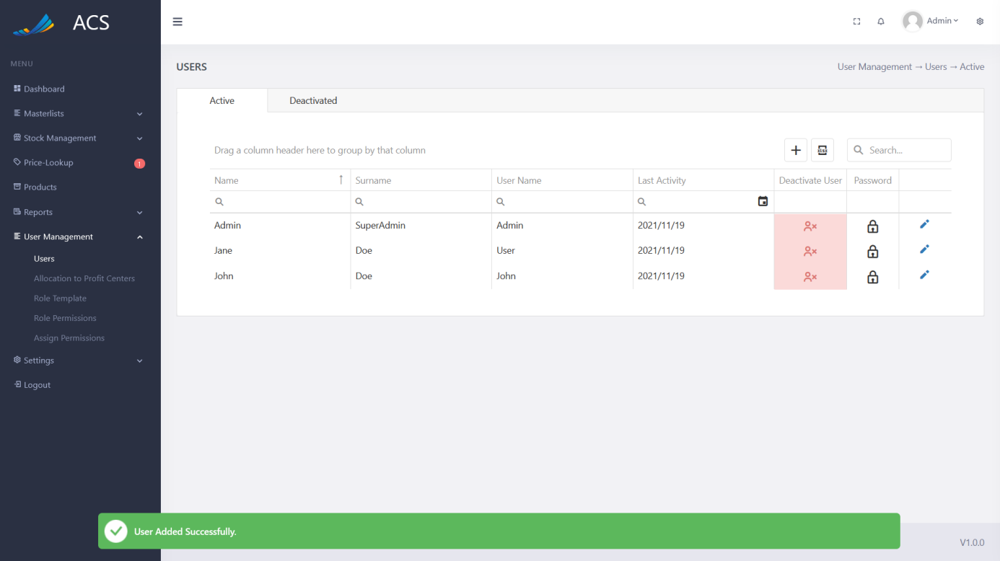 ACS
Admin
MENU
Dashboard
Masterlists
Stock Management
Price-Lookup 1
Products
Reports
User Management
Users
Allocation to Profit Centers
Role Template
Role Permissions
Assign Permissions
Settings
Logout
USERS
User Management → Users → Active
Active Deactivated
Drag a column header here to group by that column
xlsx
Search...
Name Surname User Name Last Activity Deactivate User Password
Admin SuperAdmin Admin 2021/11/19
Jane Doe User 2021/11/19
John Doe John 2021/11/19
User Added Successfully.
V1.0.0